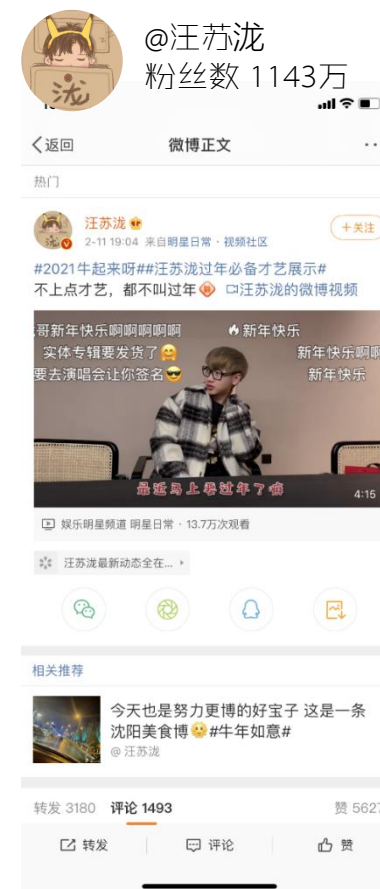 @汪苏泷
粉丝数 1143万
返回
微博正文
热门
汪苏泷
2-11 19:04 来自明星日常·视频社区
+关注
#2021牛起来呀##汪苏泷过年必备才艺展示#
不上点才艺，都不叫过年 汪苏泷的微博视频
哥新年快乐啊啊啊啊啊啊 新年快乐
实体专辑要发货了 新年快乐啊啊
要去演唱会让你签名 新年快乐
最近马上要过年了嘛
4:15
娱乐明星频道 明星日常·13.7万次观看
汪苏泷最新动态全在...
相关推荐
今天也是努力更博的好宝子 这是一条
沈阳美食博 #牛年如意#
@汪苏泷
转发 3180 评论 1493 赞 5627
转发 评论 赞